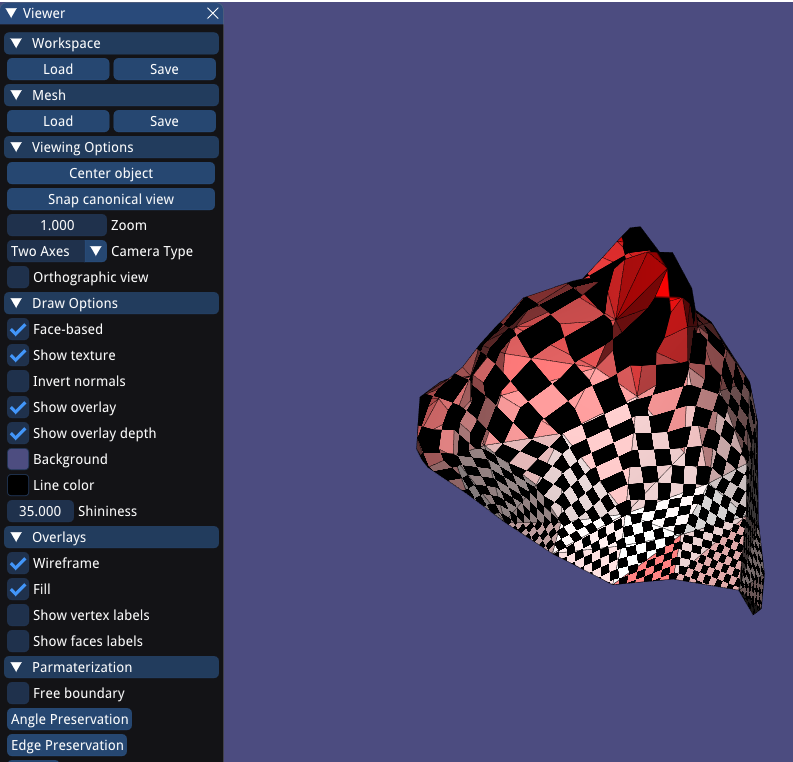 Viewer
Workspace
Load Save
Mesh
Load Save
Viewing Options
Center object
Snap canonical view
1.000 Zoom
Two Axes Camera Type
Orthographic view
Draw Options
Face-based
Show texture
Invert normals
Show overlay
Show overlay depth
Background
Line color
35.000 Shininess
Overlays
Wireframe
Fill
Show vertex labels
Show faces labels
Parmaterization
Free boundary
Angle Preservation
Edge Preservation